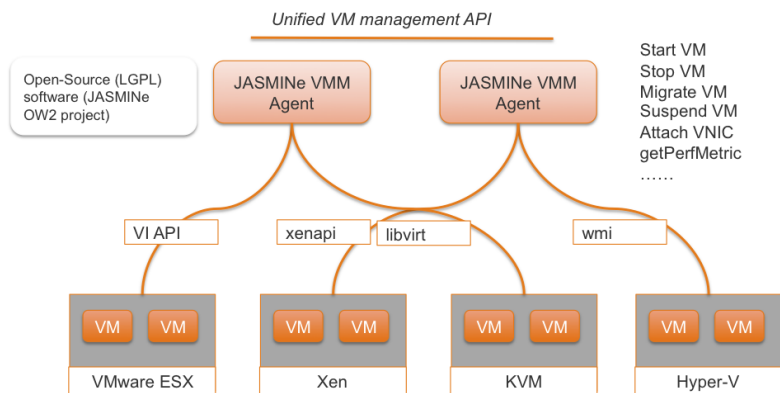 Unified VM management API
Open-Source (LGPL)
software (JASMINe
OW2 project)
JASMINe VMM
Agent
JASMINe VMM
Agent
Start VM
Stop VM
Migrate VM
Suspend VM
Attach VNIC
getPerfMetric
......
VI API
xenapi
libvirt
wmi
VM
VM
VM
VM
VM
VM
VM
VM
VMware ESX
Xen
KVM
Hyper-V